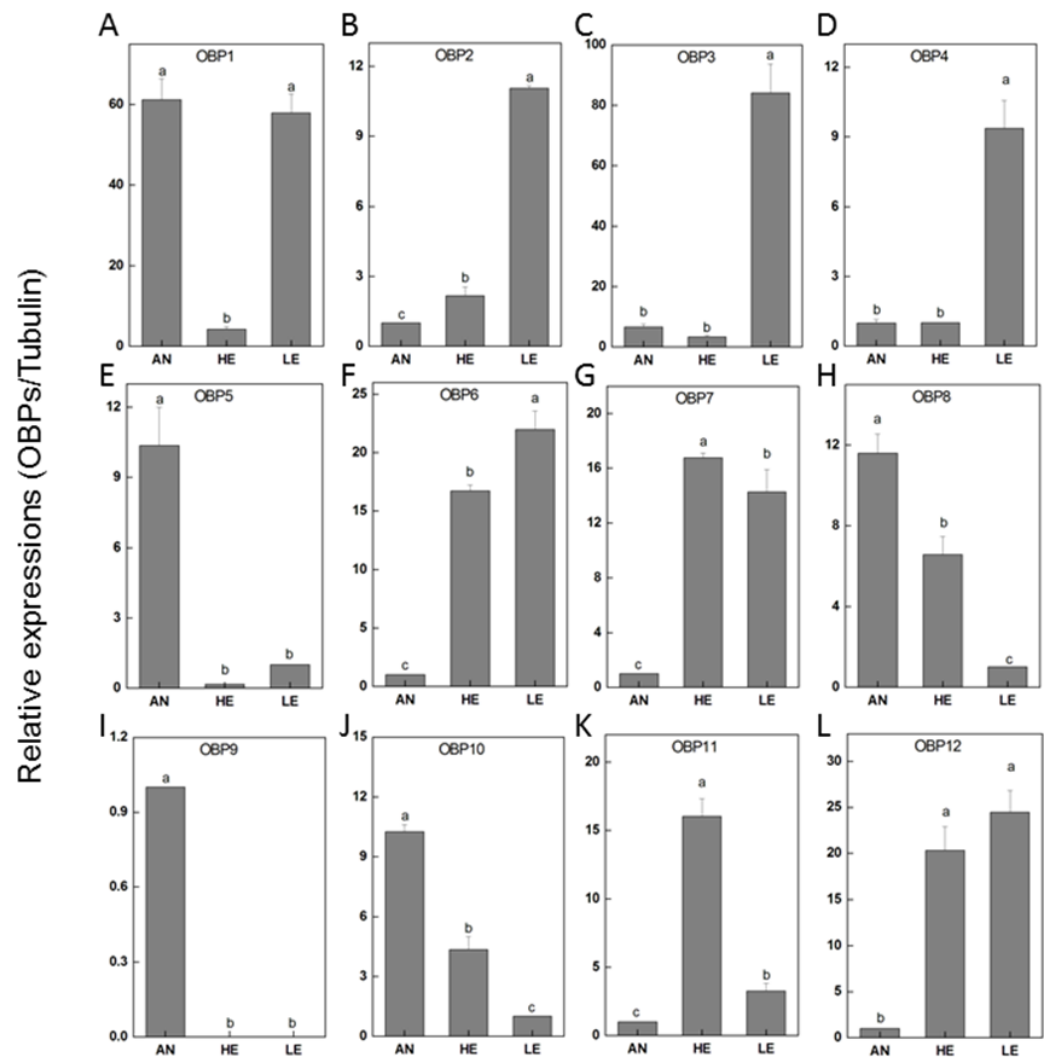 Relative expressions (OBPs/Tubulin)
A
OBP1
60
40
20
0
a
b
a
AN HE LE
B
OBP2
12
9
6
3
0
c
b
a
AN HE LE
C
OBP3
100
80
60
40
20
0
b
b
a
AN HE LE
D
OBP4
12
9
6
3
0
b
b
a
AN HE LE
E
OBP5
12
9
6
3
0
a
b
b
AN HE LE
F
OBP6
25
20
15
10
5
0
c
b
a
AN HE LE
G
OBP7
20
16
12
8
4
0
c
a
b
AN HE LE
H
OBP8
12
8
4
0
a
b
c
AN HE LE
I
OBP9
1.2
0.9
0.6
0.3
0.0
a
b
b
AN HE LE
J
OBP10
15
12
9
6
3
0
a
b
c
AN HE LE
K
OBP11
20
15
10
5
0
c
a
b
AN HE LE
L
OBP12
30
25
20
15
10
5
0
b
a
a
AN HE LE